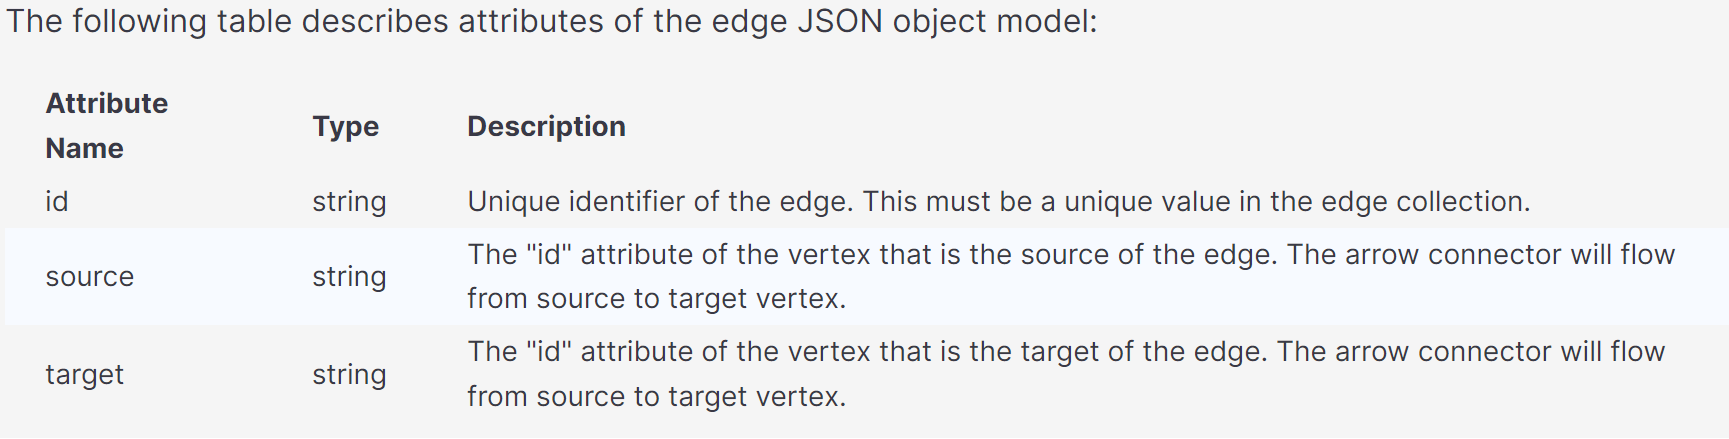 The following table describes attributes of the edge JSON object model:
Attribute Name Type Description
id string Unique identifier of the edge. This must be a unique value in the edge collection.
source string The "id" attribute of the vertex that is the source of the edge. The arrow connector will flow
from source to target vertex.
target string The "id" attribute of the vertex that is the target of the edge. The arrow connector will flow
from source to target vertex.